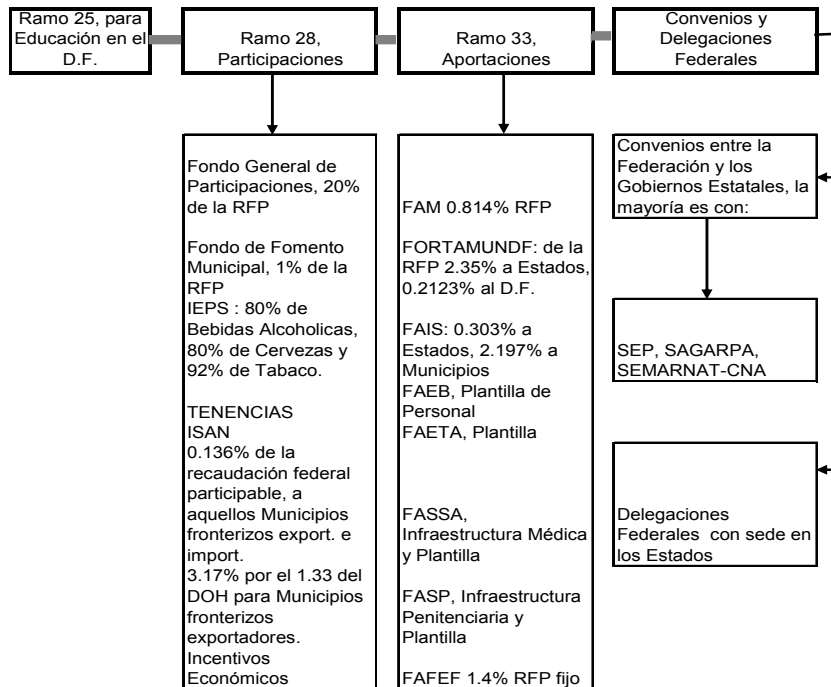 Ramo 25, para
Educación en el
D.F.
Ramo 28,
Participaciones
Ramo 33,
Aportaciones
Convenios y
Delegaciones
Federales
Fondo General de
Participaciones, 20%
de la RFP
Fondo de Fomento
Municipal, 1% de la
RFP
IEPS : 80% de
Bebidas Alcoholicas,
80% de Cervezas y
92% de Tabaco.
TENENCIAS
ISAN
0.136% de la
recaudación federal
participable, a
aquellos Municipios
fronterizos export. e
import.
3.17% por el 1.33 del
DOH para Municipios
fronterizos
exportadores.
Incentivos
Económicos
FAM 0.814% RFP
FORTAMUNDF: de la
RFP 2.35% a Estados,
0.2123% al D.F.
FAIS: 0.303% a
Estados, 2.197% a
Municipios
FAEB, Plantilla de
Personal
FAETA, Plantilla
FASSA,
Infraestructura Médica
y Plantilla
FASP, Infraestructura
Penitenciaria y
Plantilla
FAFEF 1.4% RFP fijo
Convenios entre la
Federación y los
Gobiernos Estatales, la
mayoría es con:
SEP, SAGARPA,
SEMARNAT-CNA
Delegaciones
Federales con sede en
los Estados